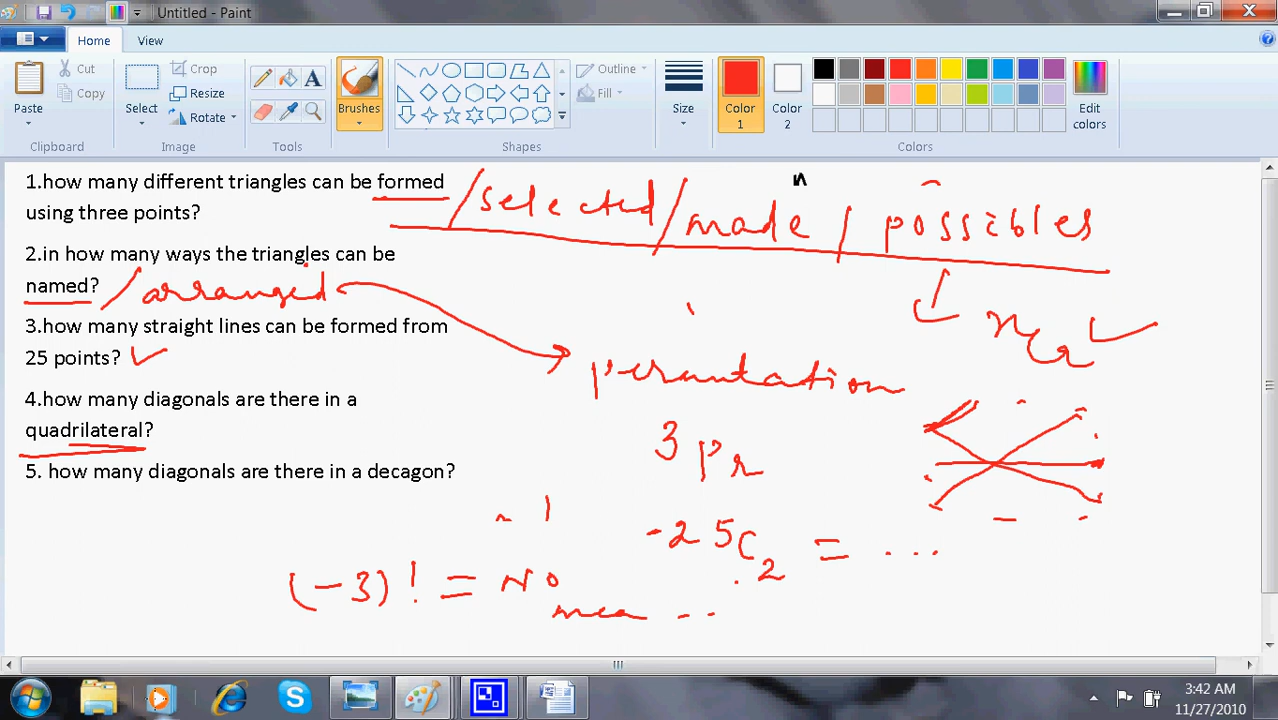 Untitled - Paint
Home View
Paste
Cut
Copy
Clipboard
Select
Crop
Resize
Rotate
Image
Tools
Brushes
Outline
Fill
Shapes
Size
Color 1
Color 2
Edit colors
Colors
1.how many different triangles can be formed /selected/made/possibles
using three points?
n
2.in how many ways the triangles can be
named? /arranged
nCr
3.how many straight lines can be formed from
25 points?
4.how many diagonals are there in a
quadrilateral?
3Pr
5. how many diagonals are there in a decagon?
25C2 = ...
(-3)! = No
mea ...
3:42 AM
11/27/2010